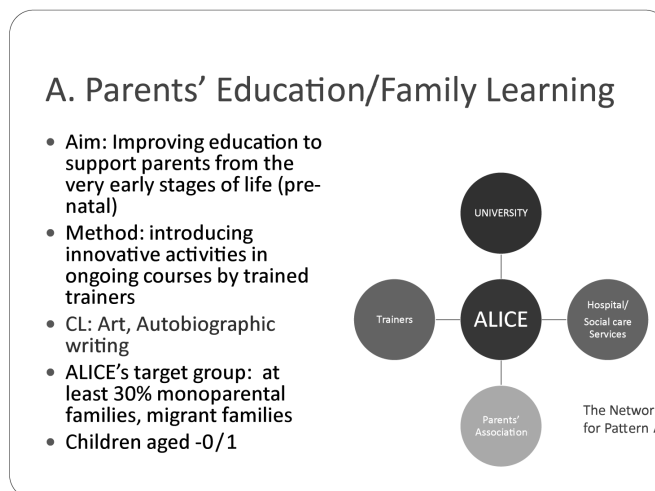 A. Parents' Education/Family Learning
• Aim: Improving education to
support parents from the
very early stages of life (pre-
natal)
• Method: introducing
innovative activities in
ongoing courses by trained
trainers
• CL: Art, Autobiographic
writing
• ALICE's target group:  at
least 30% monoparental
families, migrant families
• Children aged -0/1
UNIVERSITY
Trainers
ALICE
Hospital/
Social care
Services
Parents'
Association
The Networ
for Pattern